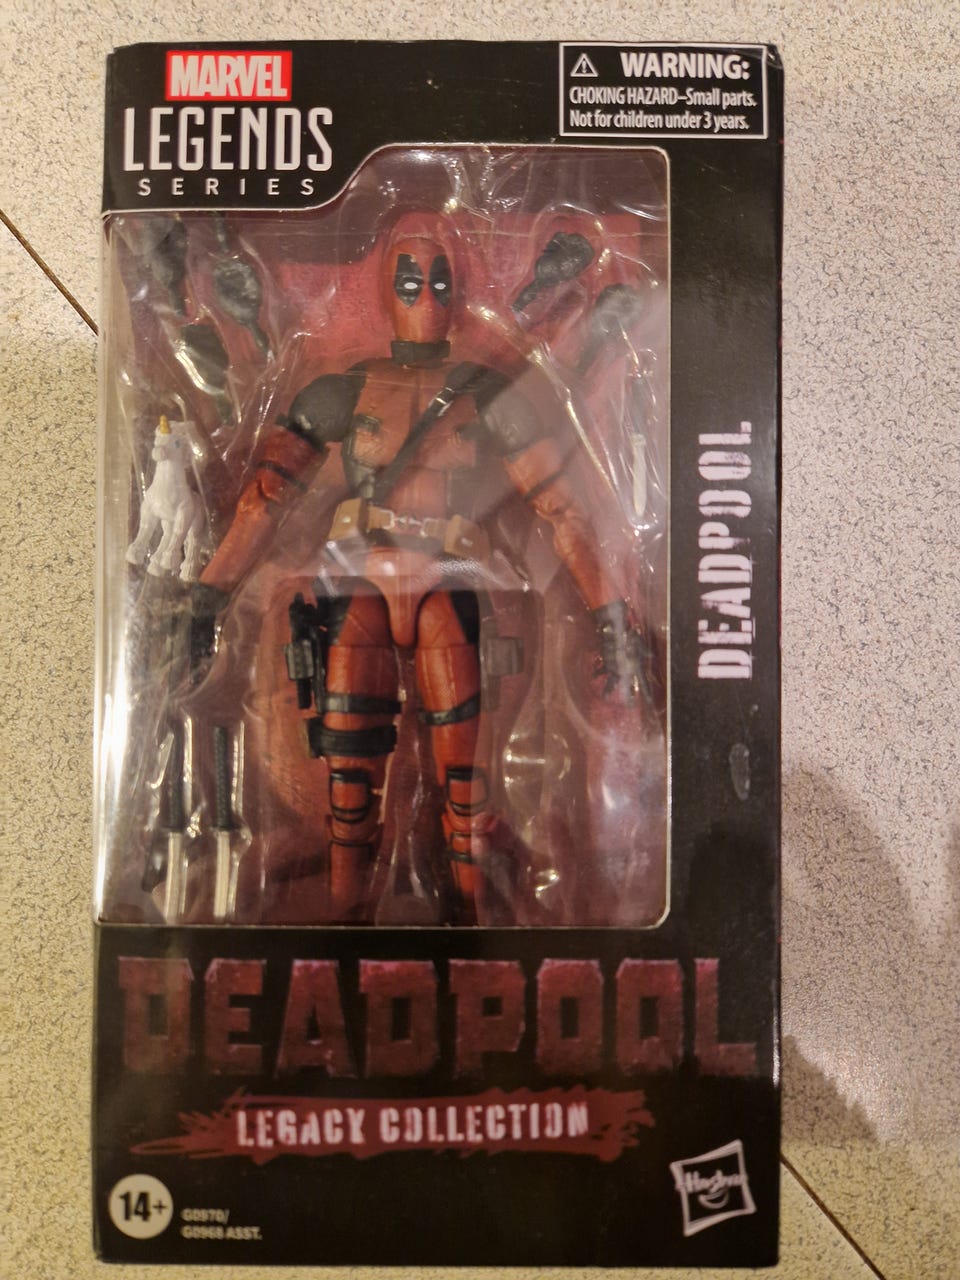 MARVEL
LEGENDS
SERIES
WARNING:
CHOKING HAZARD–Small parts.
Not for children under 3 years.
DEADPOOL
DEADPOOL
LEGACY COLLECTION
14+
G0970/
G0968 ASST.
Hasbro